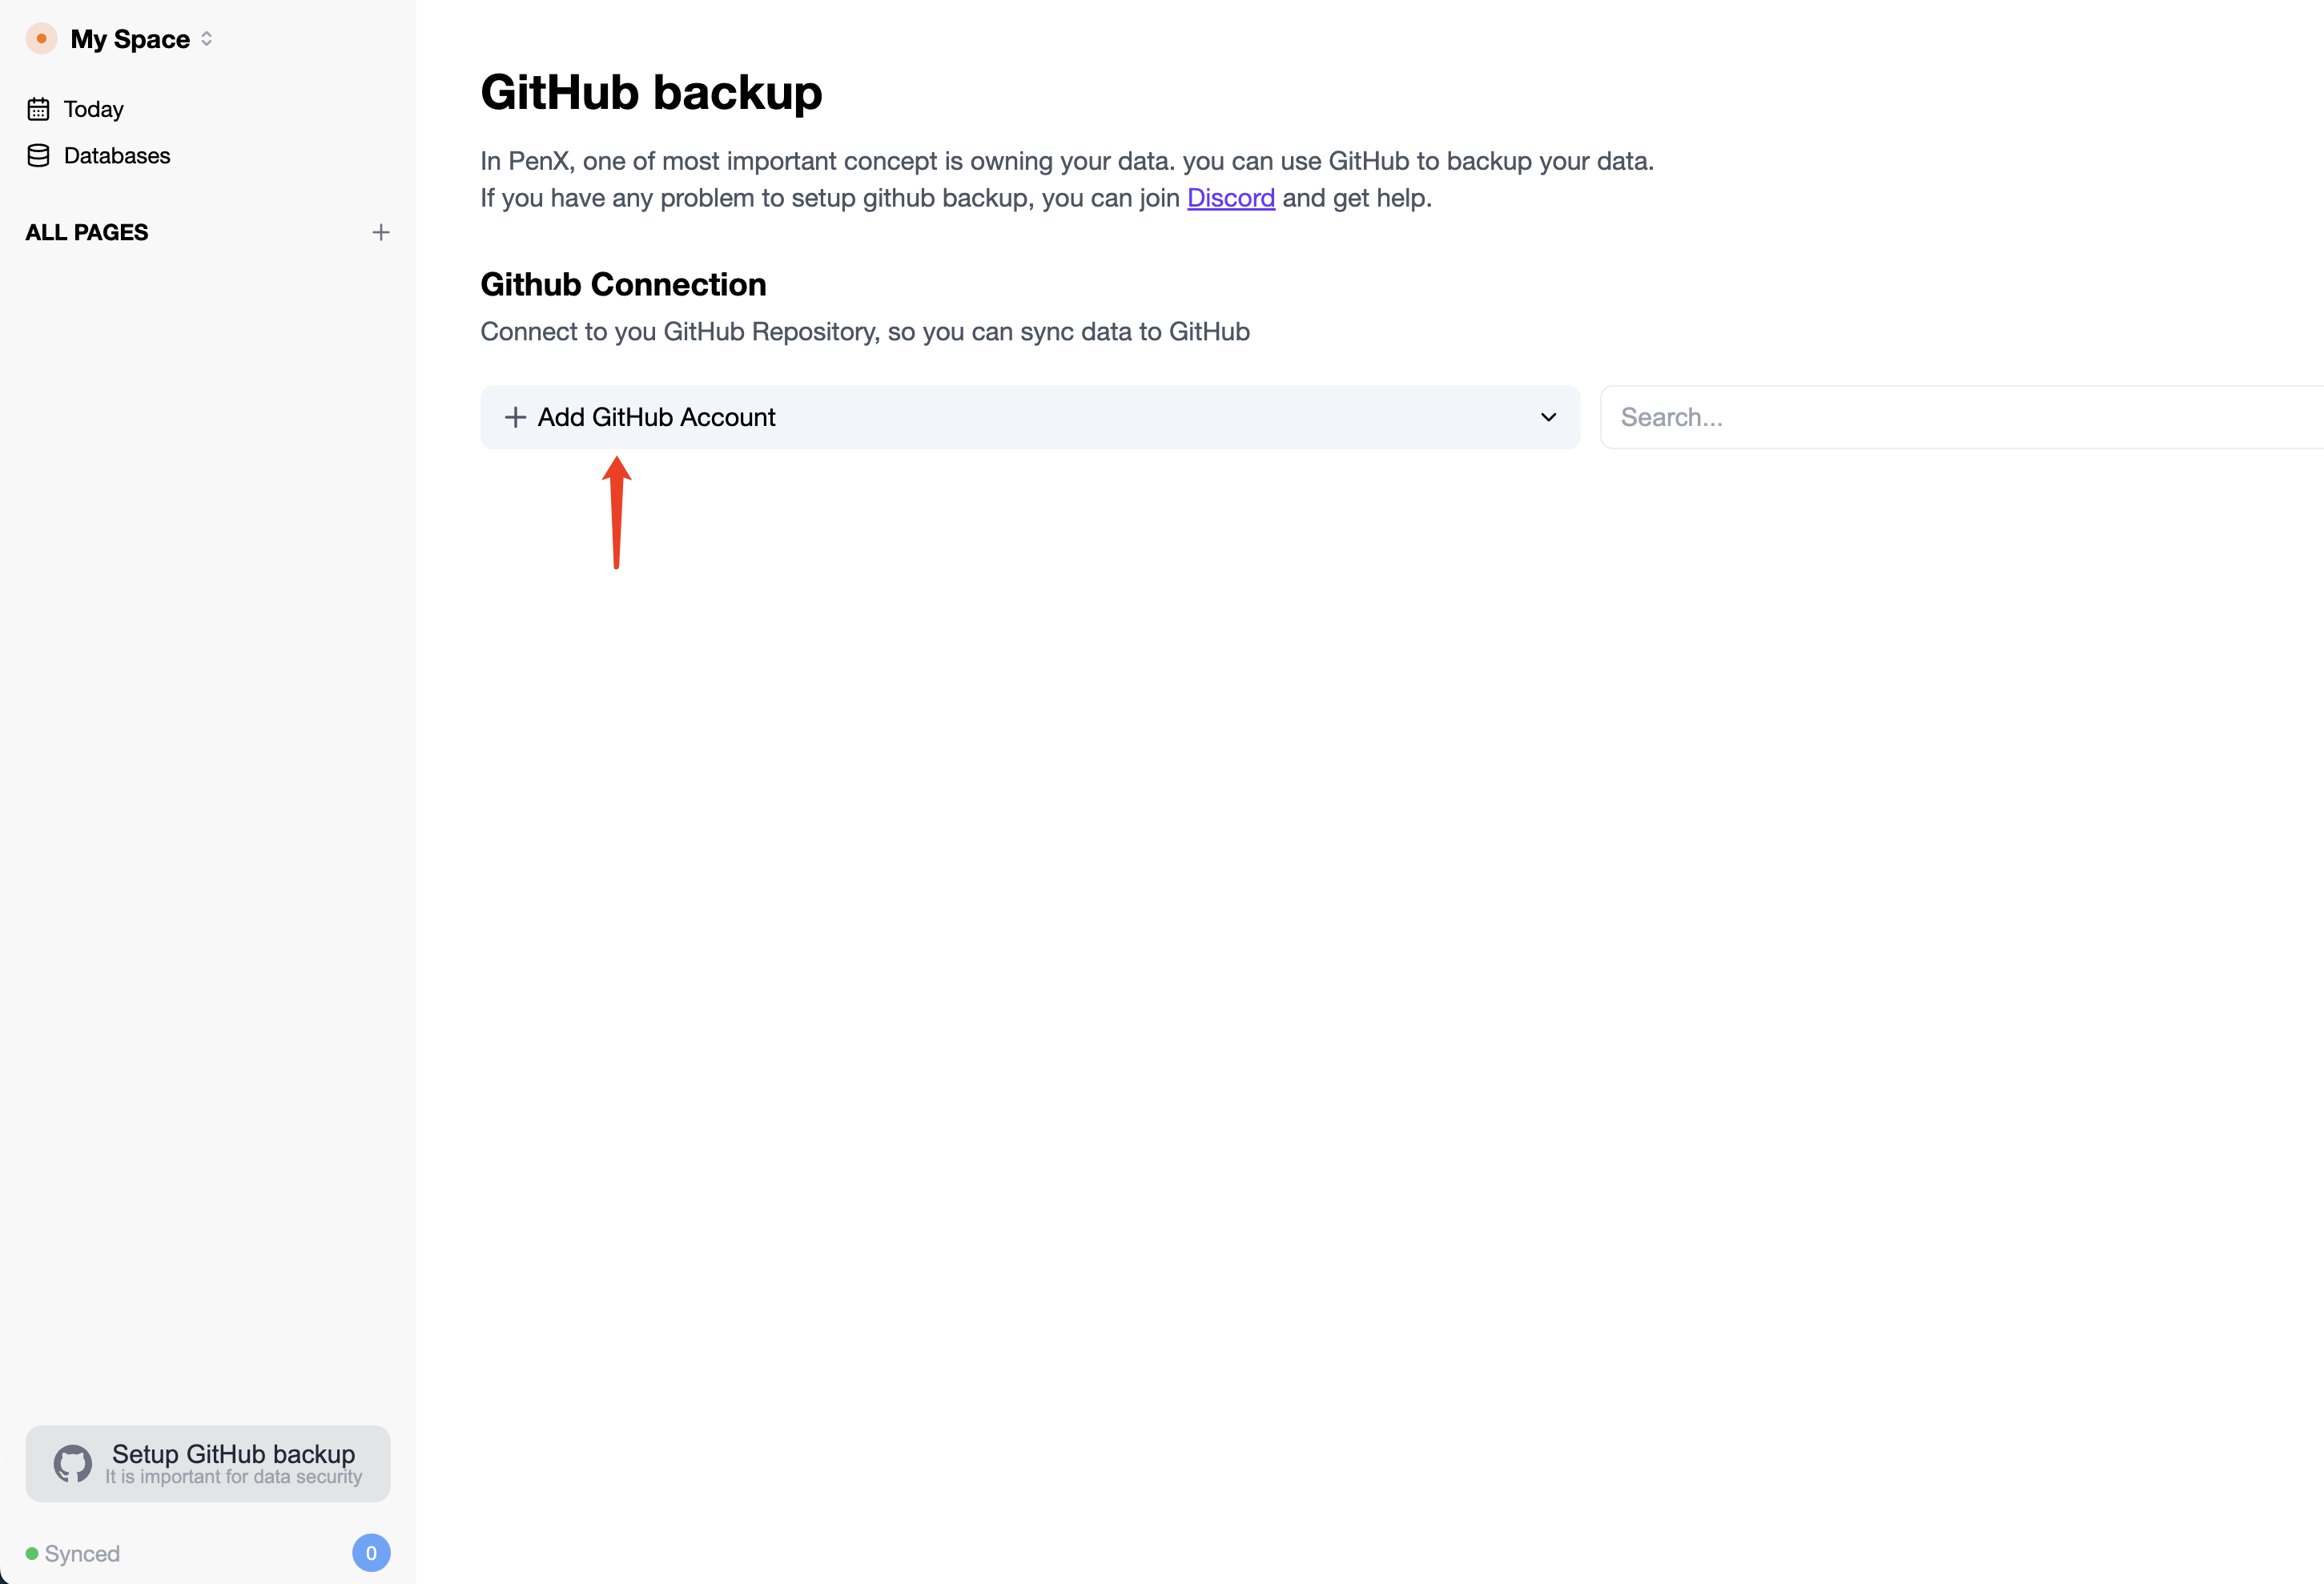 My Space
Today
Databases
ALL PAGES
GitHub backup
In PenX, one of most important concept is owning your data. you can use GitHub to backup your data.
If you have any problem to setup github backup, you can join Discord and get help.
Github Connection
Connect to you GitHub Repository, so you can sync data to GitHub
Add GitHub Account
Search...
Setup GitHub backup
It is important for data security
Synced
0